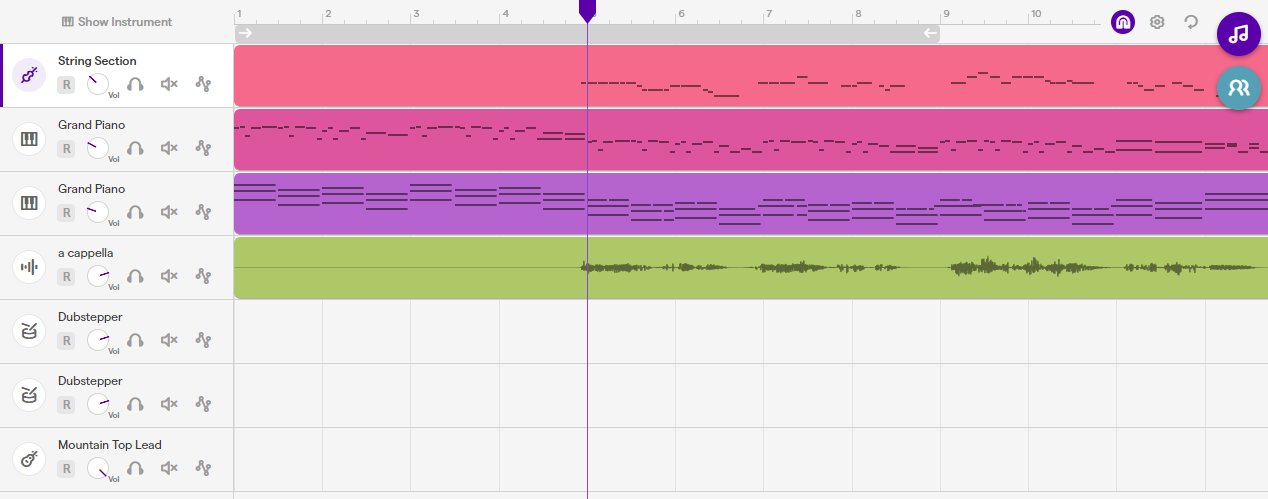 Show Instrument
1 2 3 4 6 7 8 9 10
String Section
R Vol
Grand Piano
R Vol
Grand Piano
R Vol
a cappella
R Vol
Dubstepper
R Vol
Dubstepper
R Vol
Mountain Top Lead
R Vol